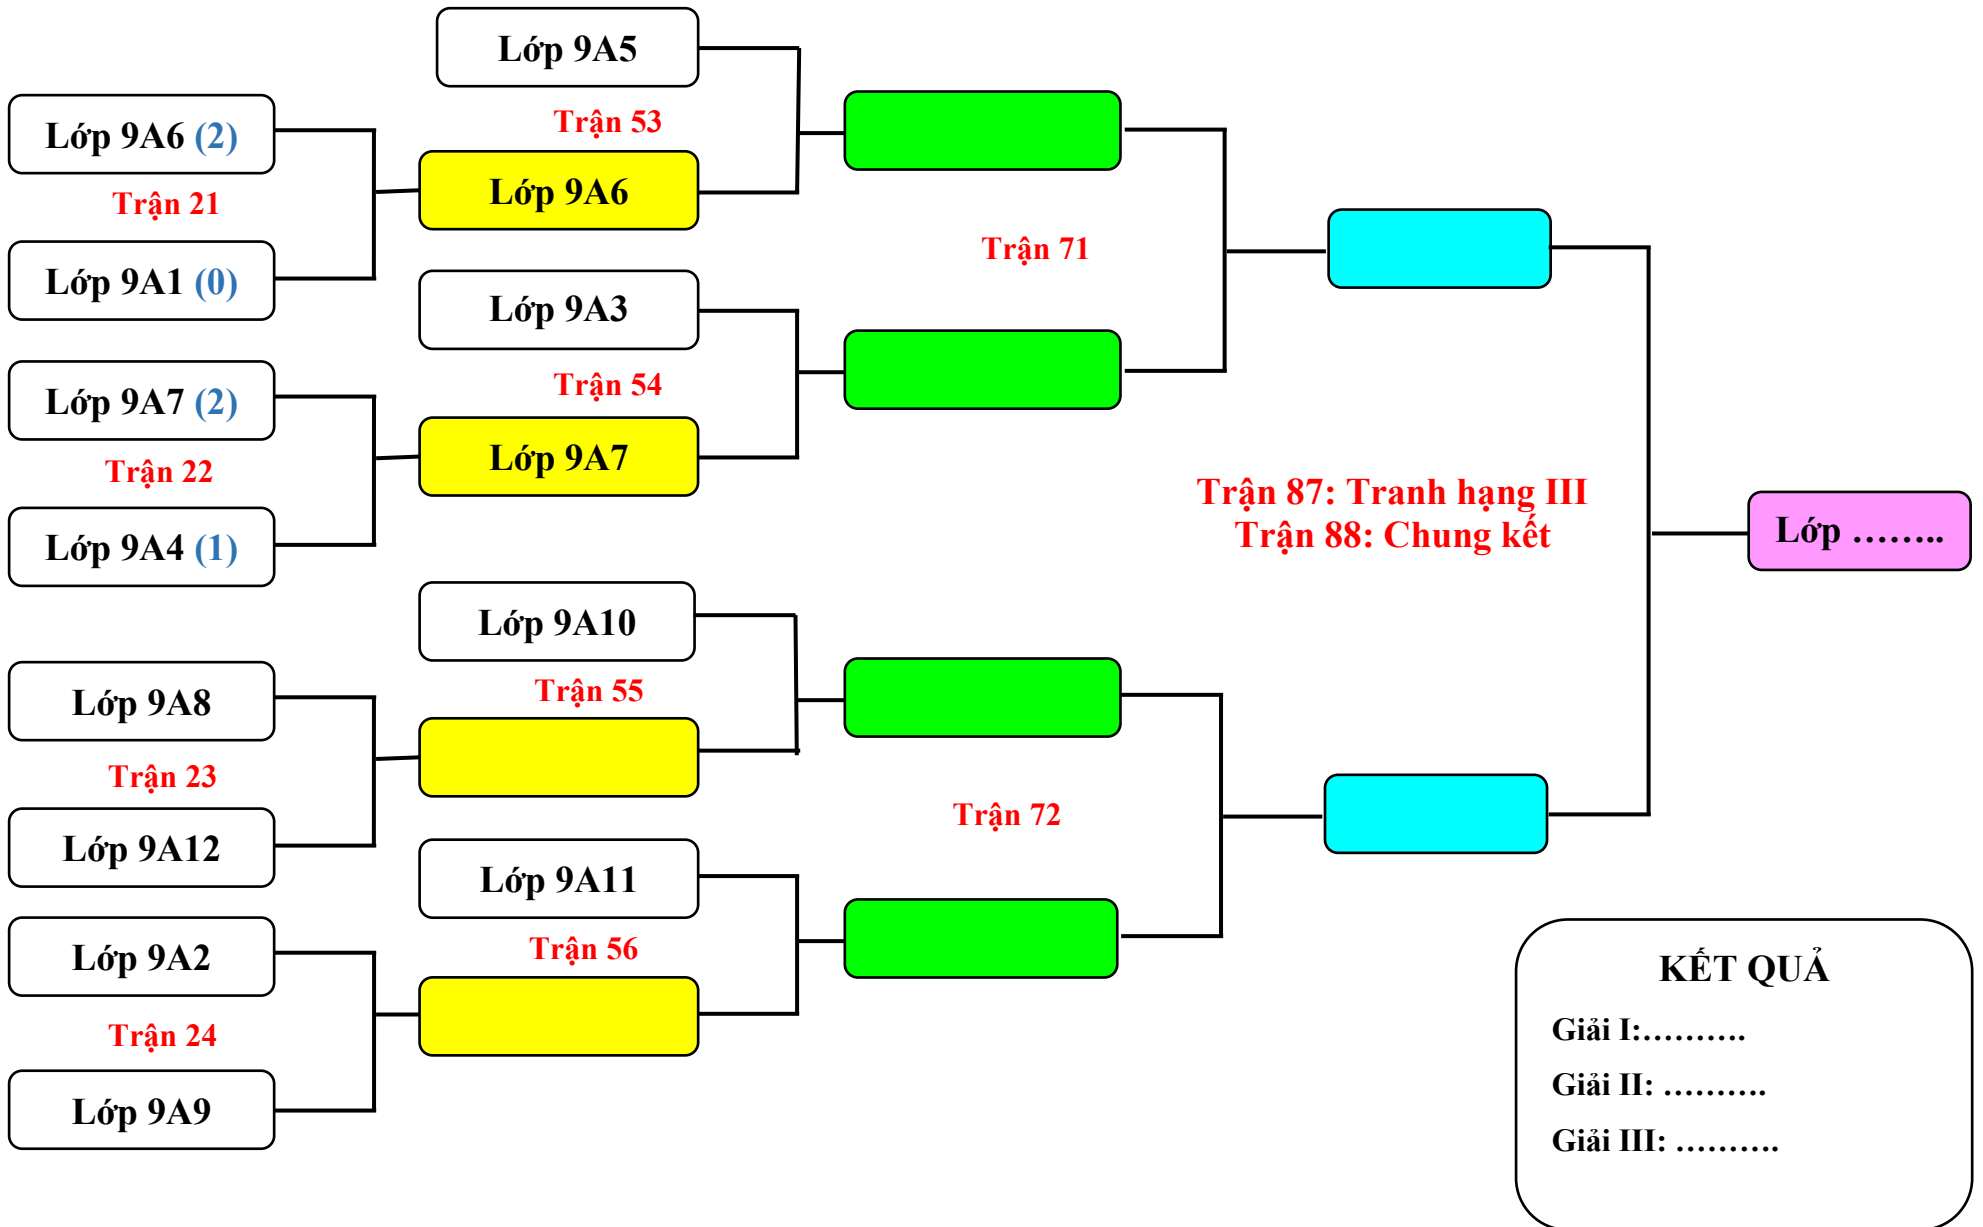 Lớp 9A5
Lớp 9A6 (2)
Trận 53
Lớp 9A6
Trận 21
Trận 71
Lớp 9A1 (0)
Lớp 9A3
Lớp 9A7 (2)
Trận 54
Lớp 9A7
Trận 22
Lớp 9A4 (1)
Trận 87: Tranh hạng III
Trận 88: Chung kết
Lớp ……..
Lớp 9A10
Lớp 9A8
Trận 55
Trận 23
Trận 72
Lớp 9A12
Lớp 9A11
Lớp 9A2
Trận 56
Trận 24
Lớp 9A9
KẾT QUẢ
Giải I:……….
Giải II: ……….
Giải III: ……….